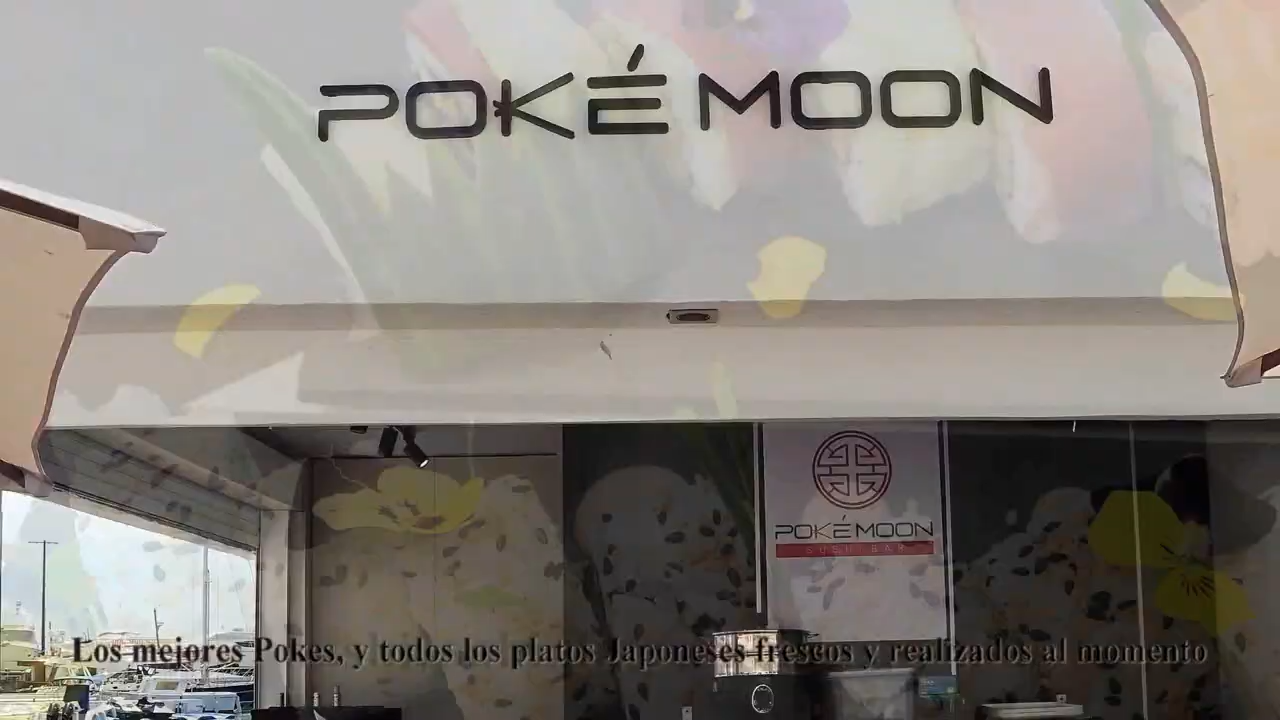 POKÉ MOON
POKÉ MOON
SUSHI BAR
Los mejores Pokes, y todos los platos Japoneses frescos y realizados al momento